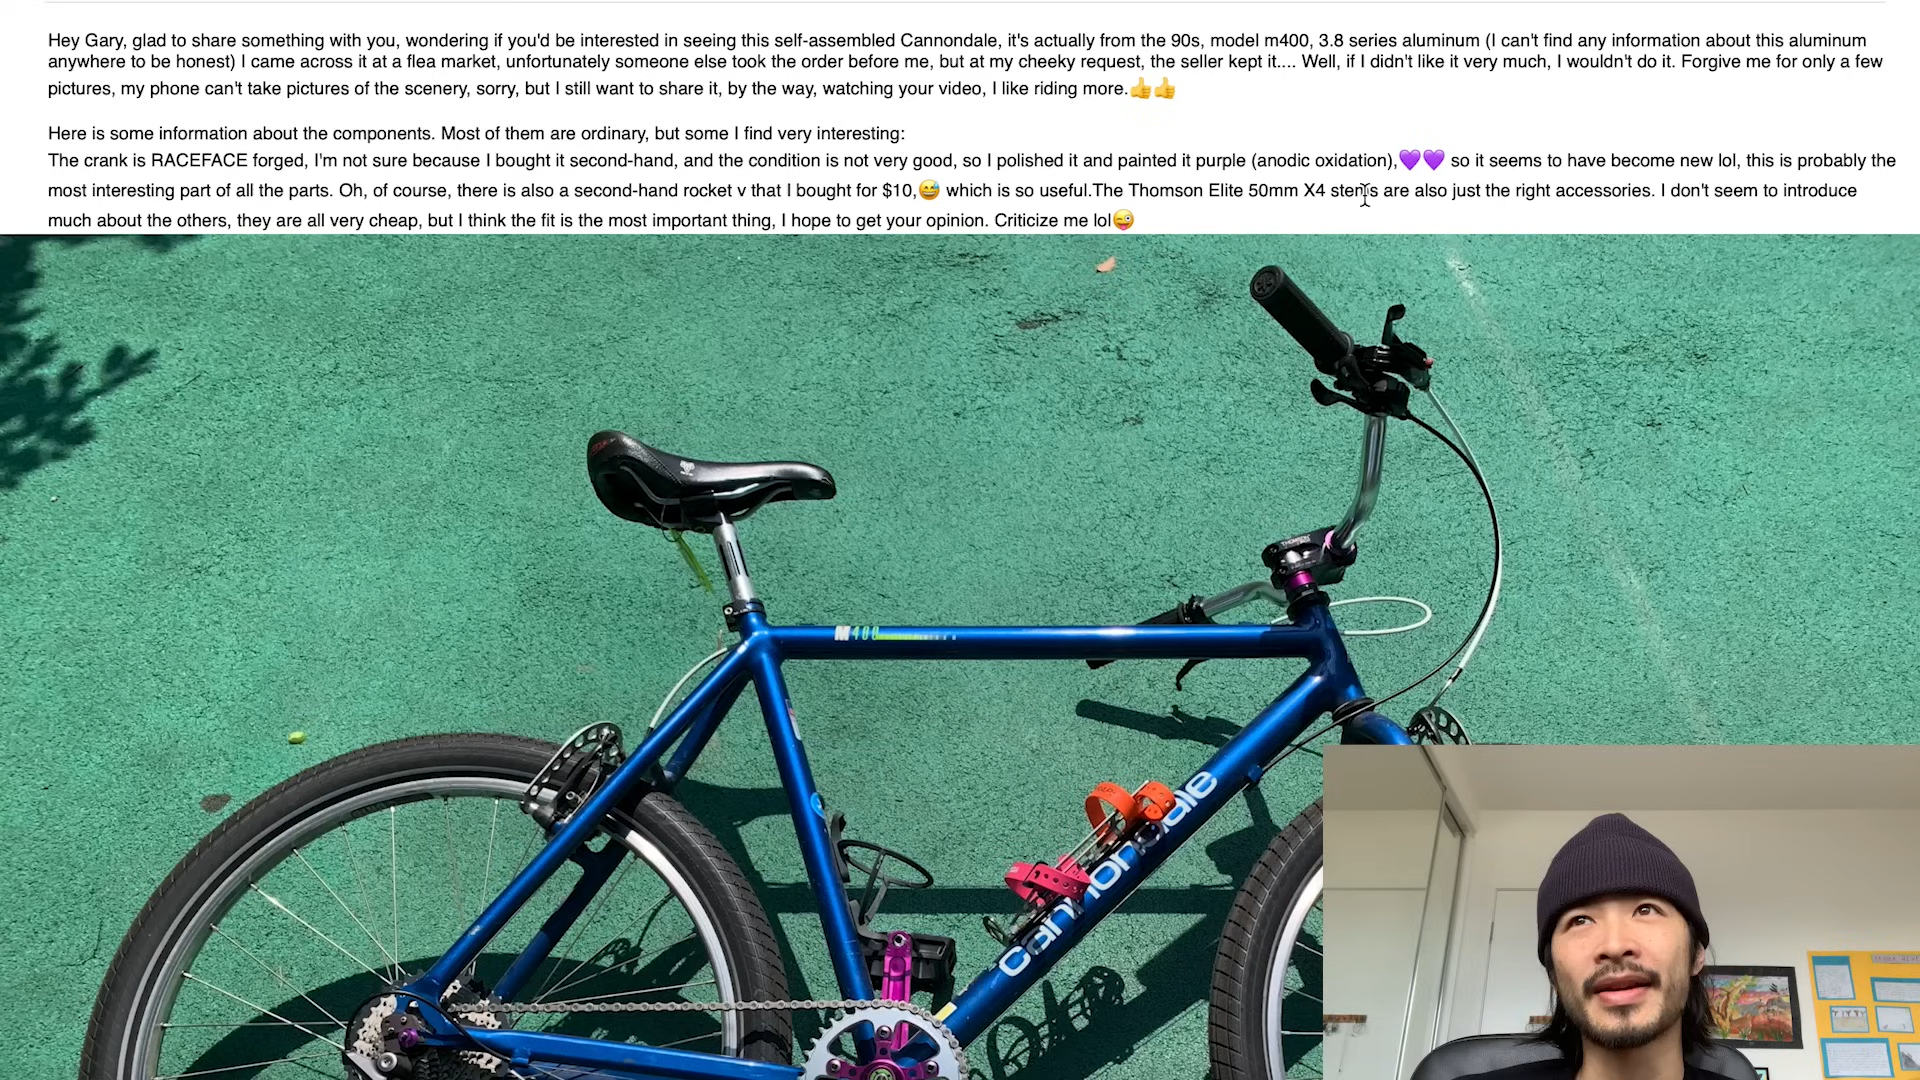 Hey Gary, glad to share something with you, wondering if you'd be interested in seeing this self-assembled Cannondale, it's actually from the 90s, model m400, 3.8 series aluminum (I can't find any information about this aluminum
anywhere to be honest) I came across it at a flea market, unfortunately someone else took the order before me, but at my cheeky request, the seller kept it.... Well, if I didn't like it very much, I wouldn't do it. Forgive me for only a few
pictures, my phone can't take pictures of the scenery, sorry, but I still want to share it, by the way, watching your video, I like riding more.👍👍
Here is some information about the components. Most of them are ordinary, but some I find very interesting:
The crank is RACEFACE forged, I'm not sure because I bought it second-hand, and the condition is not very good, so I polished it and painted it purple (anodic oxidation),💜💜 so it seems to have become new lol, this is probably the
most interesting part of all the parts. Oh, of course, there is also a second-hand rocket v that I bought for $10,😅 which is so useful.The Thomson Elite 50mm X4 stems are also just the right accessories. I don't seem to introduce
much about the others, they are all very cheap, but I think the fit is the most important thing, I hope to get your opinion. Criticize me lol😜
THOMSON
M400
cannondale